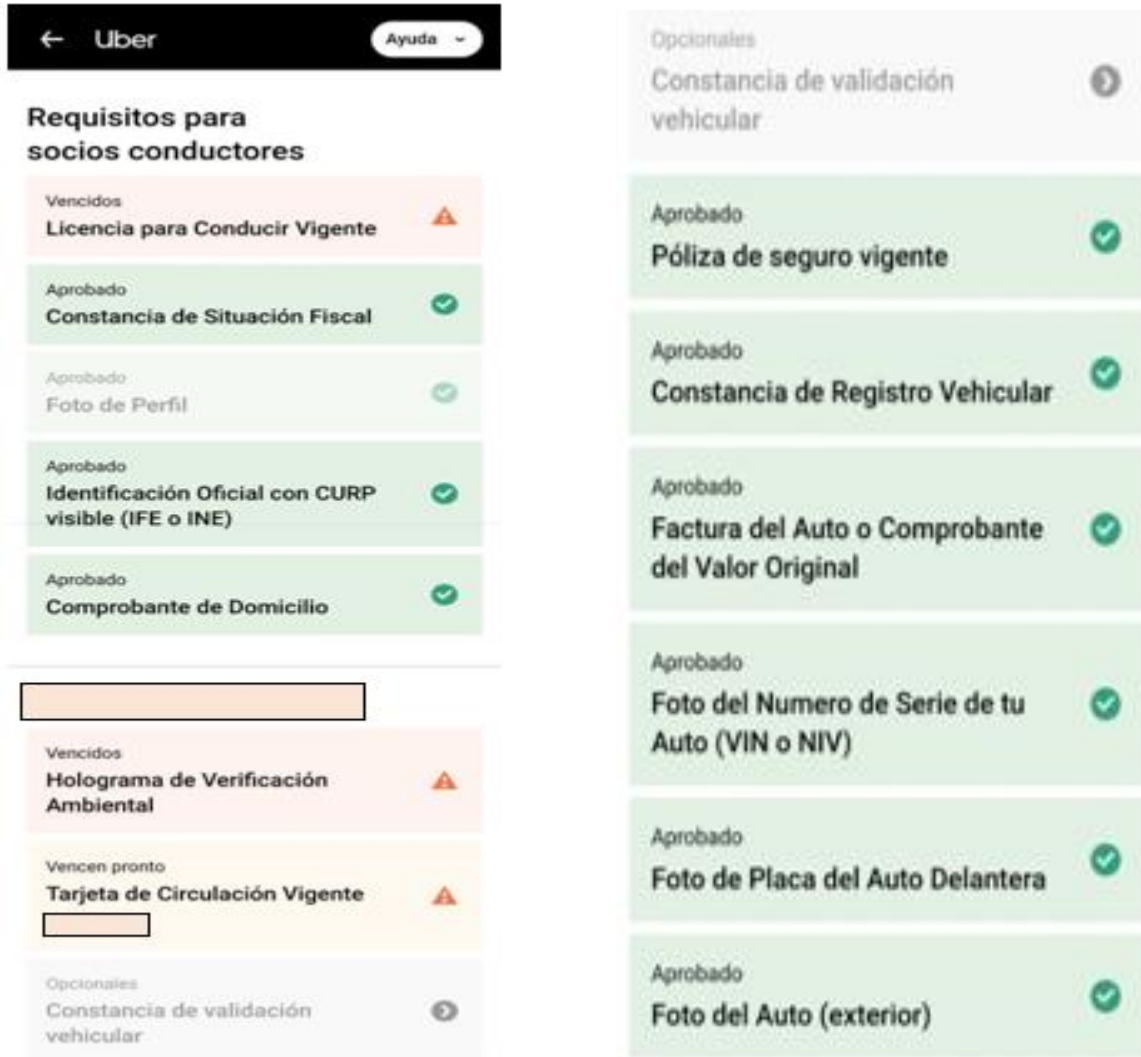 Uber
Ayuda
Requisitos para
socios conductores
Vencidos
Licencia para Conducir Vigente
Aprobado
Constancia de Situación Fiscal
Aprobado
Foto de Perfil
Aprobado
Identificación Oficial con CURP
visible (IFE o INE)
Aprobado
Comprobante de Domicilio
Vencidos
Holograma de Verificación
Ambiental
Vencen pronto
Tarjeta de Circulación Vigente
Opcionales
Constancia de validación
vehicular
Opcionales
Constancia de validación
vehicular
Aprobado
Póliza de seguro vigente
Aprobado
Constancia de Registro Vehicular
Aprobado
Factura del Auto o Comprobante
del Valor Original
Aprobado
Foto del Numero de Serie de tu
Auto (VIN o NIV)
Aprobado
Foto de Placa del Auto Delantera
Aprobado
Foto del Auto (exterior)